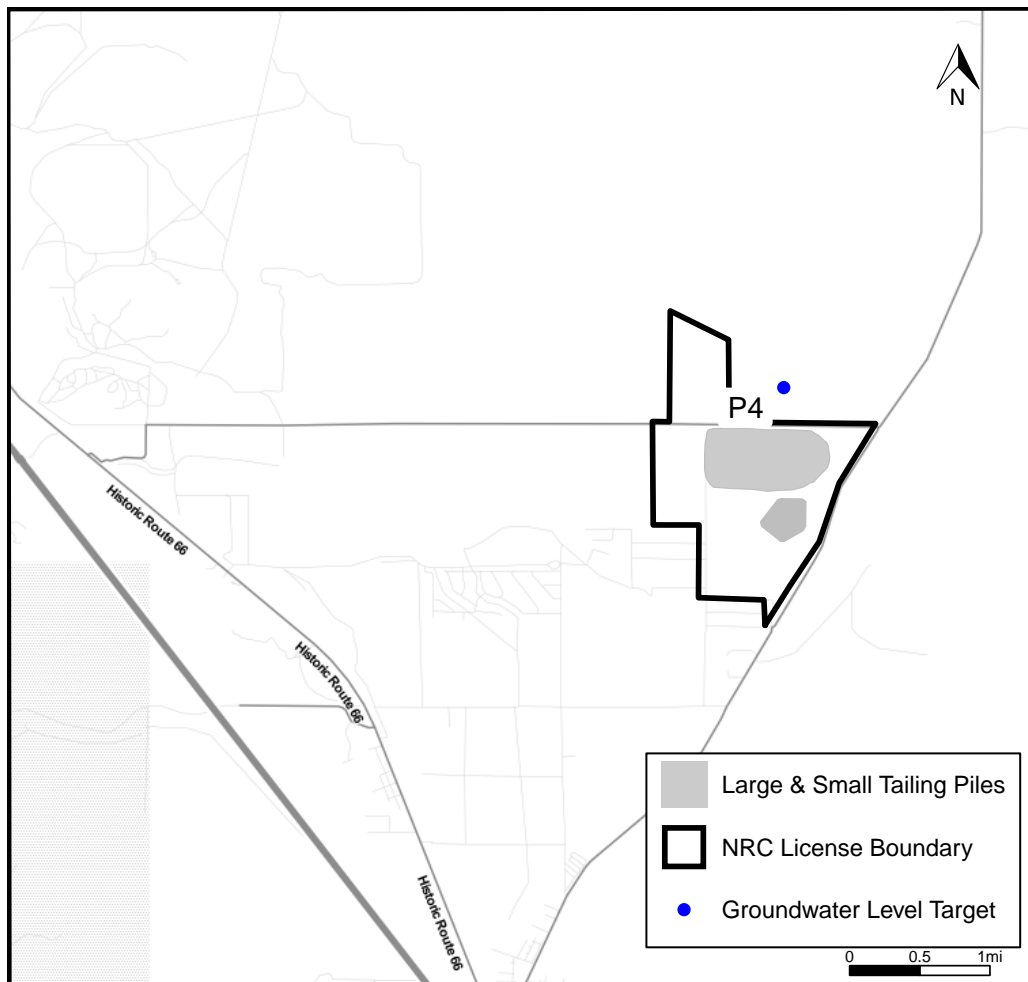 N
P4
Historic Route 66
Historic Route 66
Historic Route 66
Large & Small Tailing Piles
NRC License Boundary
Groundwater Level Target
0 0.5 1mi